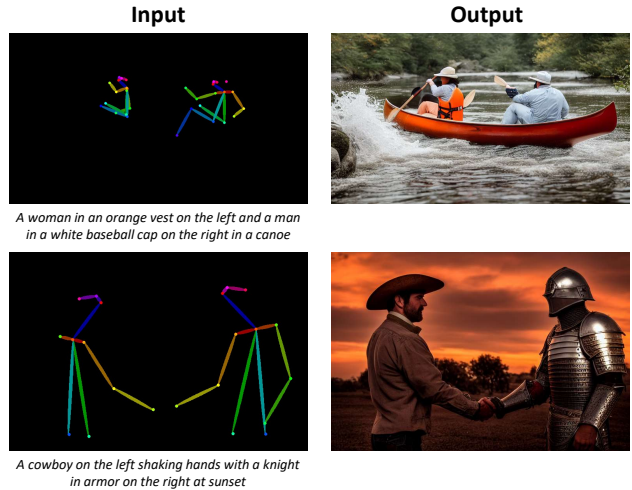 Input
Output
A woman in an orange vest on the left and a man
in a white baseball cap on the right in a canoe
A cowboy on the left shaking hands with a knight
in armor on the right at sunset